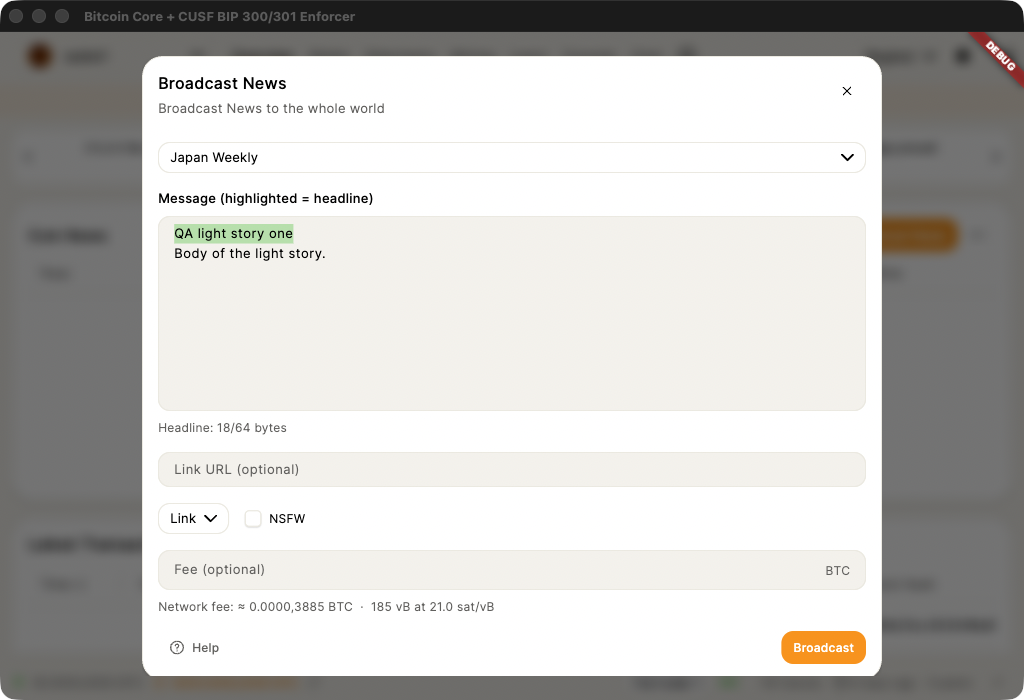 Bitcoin Core + CUSF BIP 300/301 Enforcer
DEBUG
Broadcast News
Broadcast News to the whole world
Japan Weekly
Message (highlighted = headline)
QA light story one
Body of the light story.
Headline: 18/64 bytes
Link URL (optional)
Link
NSFW
Fee (optional)
BTC
Network fee: ≈ 0.0000,3885 BTC · 185 vB at 21.0 sat/vB
Help
Broadcast